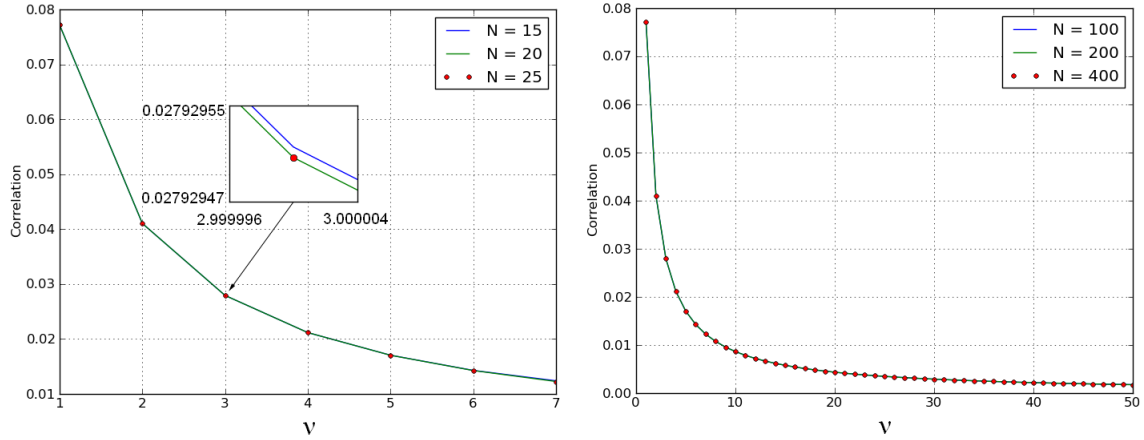 0.08
0.07
0.06
0.05
0.04
0.03
0.02
0.01
Correlation
1 2 3 4 5 6 7
ν
N = 15
N = 20
N = 25
0.02792955
0.02792947
2.999996 3.000004
0.08
0.07
0.06
0.05
0.04
0.03
0.02
0.01
0.00
Correlation
0 10 20 30 40 50
ν
N = 100
N = 200
N = 400